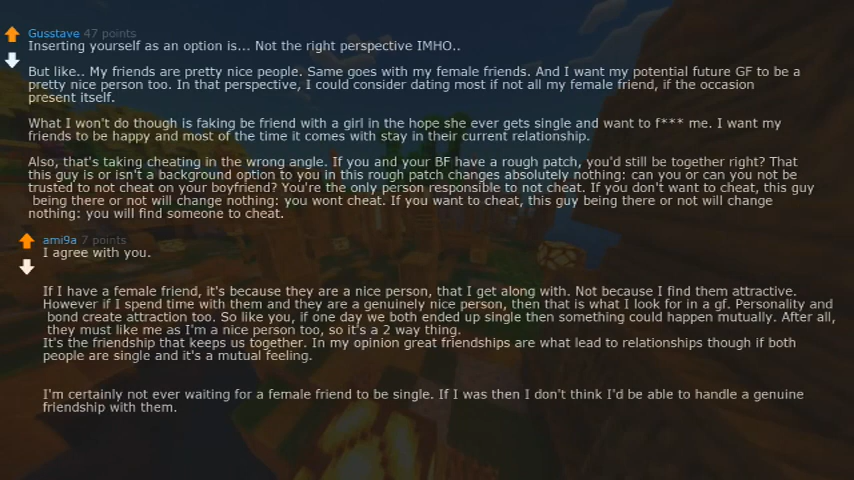 Gusstave 47 points
Inserting yourself as an option is... Not the right perspective IMHO..
But like.. My friends are pretty nice people. Same goes with my female friends. And I want my potential future GF to be a
pretty nice person too. In that perspective, I could consider dating most if not all my female friend, if the occasion
present itself.
What I won't do though is faking be friend with a girl in the hope she ever gets single and want to f*** me. I want my
friends to be happy and most of the time it comes with stay in their current relationship.
Also, that's taking cheating in the wrong angle. If you and your BF have a rough patch, you'd still be together right? That
this guy is or isn't a background option to you in this rough patch changes absolutely nothing: can you or can you not be
trusted to not cheat on your boyfriend? You're the only person responsible to not cheat. If you don't want to cheat, this guy
being there or not will change nothing: you wont cheat. If you want to cheat, this guy being there or not will change
nothing: you will find someone to cheat.
ami9a 7 points
I agree with you.
If I have a female friend, it's because they are a nice person, that I get along with. Not because I find them attractive.
However if I spend time with them and they are a genuinely nice person, then that is what I look for in a gf. Personality and
bond create attraction too. So like you, if one day we both ended up single then something could happen mutually. After all,
they must like me as I'm a nice person too, so it's a 2 way thing.
It's the friendship that keeps us together. In my opinion great friendships are what lead to relationships though if both
people are single and it's a mutual feeling.
I'm certainly not ever waiting for a female friend to be single. If I was then I don't think I'd be able to handle a genuine
friendship with them.